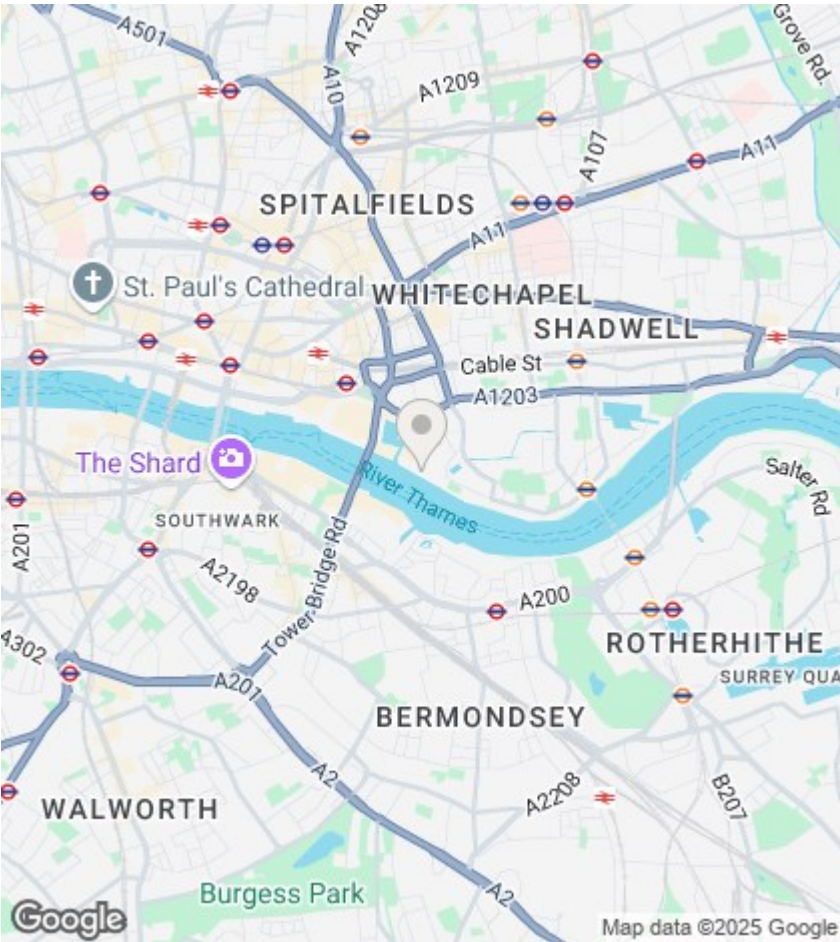 A501
A1208
Grove Rd.
A10
A1209
A107
A11
SPITALFIELDS
A11
St. Paul's Cathedral
WHITECHAPEL
SHADWELL
Cable St
A1203
The Shard
River Thames
Salter Rd
SOUTHWARK
A201
Tower Bridge Rd
A2198
A200
A302
ROTHERHITHE
A201
SURREY QUA
BERMONDSEY
A2
A2208
B207
WALWORTH
Burgess Park
A2
Google
Map data ©2025 Google